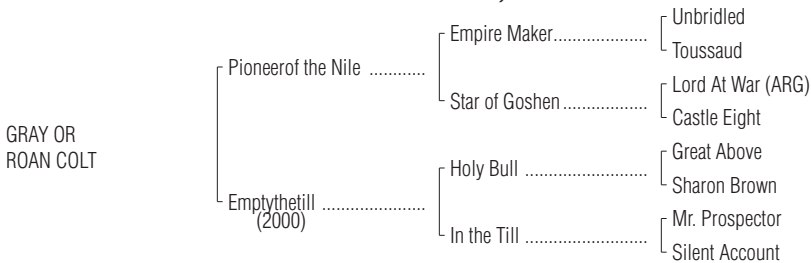 Unbridled
Empire Maker....................
Toussaud
Pioneerof the Nile ............
Lord At War (ARG)
Star of Goshen..................
Castle Eight
GRAY OR
ROAN COLT
Great Above
Holy Bull ..........................
Sharon Brown
Emptythetill ......................
(2000)
Mr. Prospector
In the Till ..........................
Silent Account